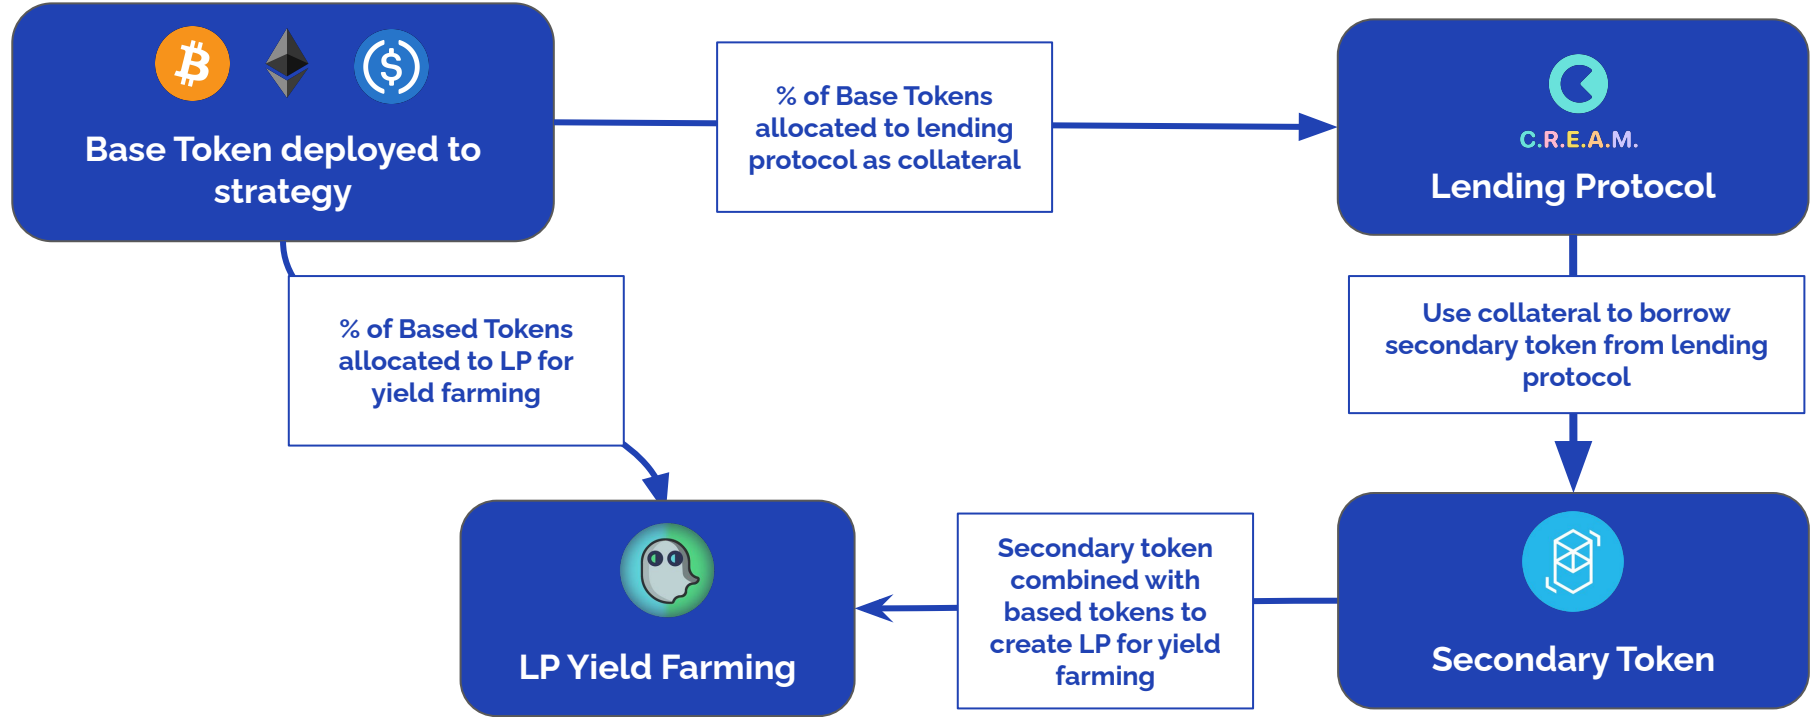 Base Token deployed to
strategy
% of Base Tokens
allocated to lending
protocol as collateral
C.R.E.A.M.
Lending Protocol
% of Based Tokens
allocated to LP for
yield farming
Use collateral to borrow
secondary token from lending
protocol
LP Yield Farming
Secondary token
combined with
based tokens to
create LP for yield
farming
Secondary Token